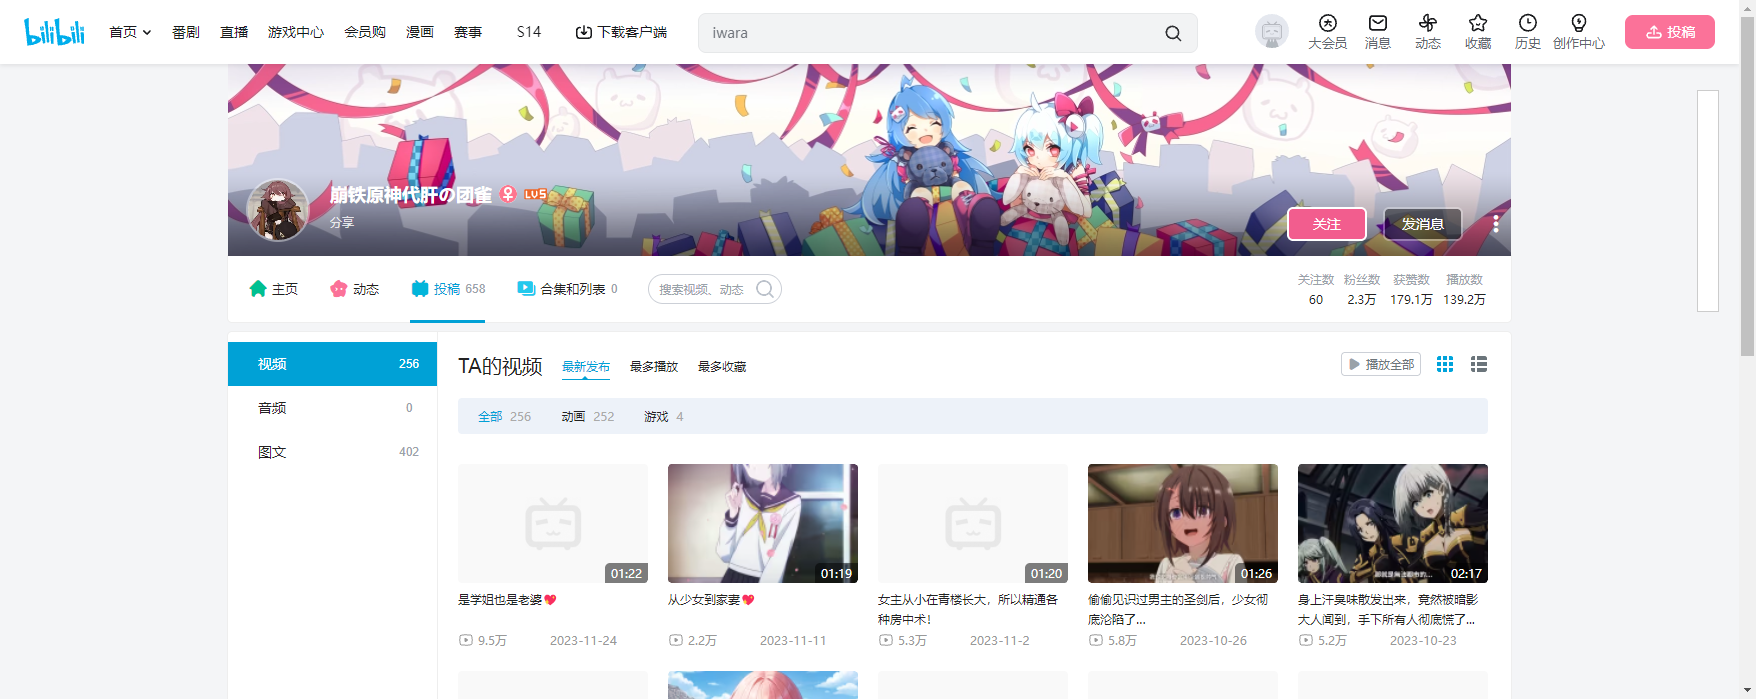 bilibili 首页 番剧 直播 游戏中心 会员购 漫画 赛事 S14 下载客户端 iwara 大会员 消息 动态 收藏 历史 创作中心 投稿
崩铁原神代肝の团雀 LV5
分享
关注 发消息
主页 动态 投稿 658 合集和列表 0 搜索视频、动态
关注数 粉丝数 获赞数 播放数
60 2.3万 179.1万 139.2万
视频 256
音频 0
图文 402
TA的视频 最新发布 最多播放 最多收藏 播放全部
全部 256 动画 252 游戏 4
01:22 01:19 01:20 01:26 02:17
是学姐也是老婆💖
9.5万 2023-11-24
从少女到家妻💖
2.2万 2023-11-11
女主从小在青楼长大，所以精通各
种房中术！
5.3万 2023-11-2
偷偷见识过男主的圣剑后，少女彻
底沦陷了...
5.8万 2023-10-26
身上汗臭味散发出来，竟然被暗影
大人闻到，手下所有人彻底慌了...
5.2万 2023-10-23